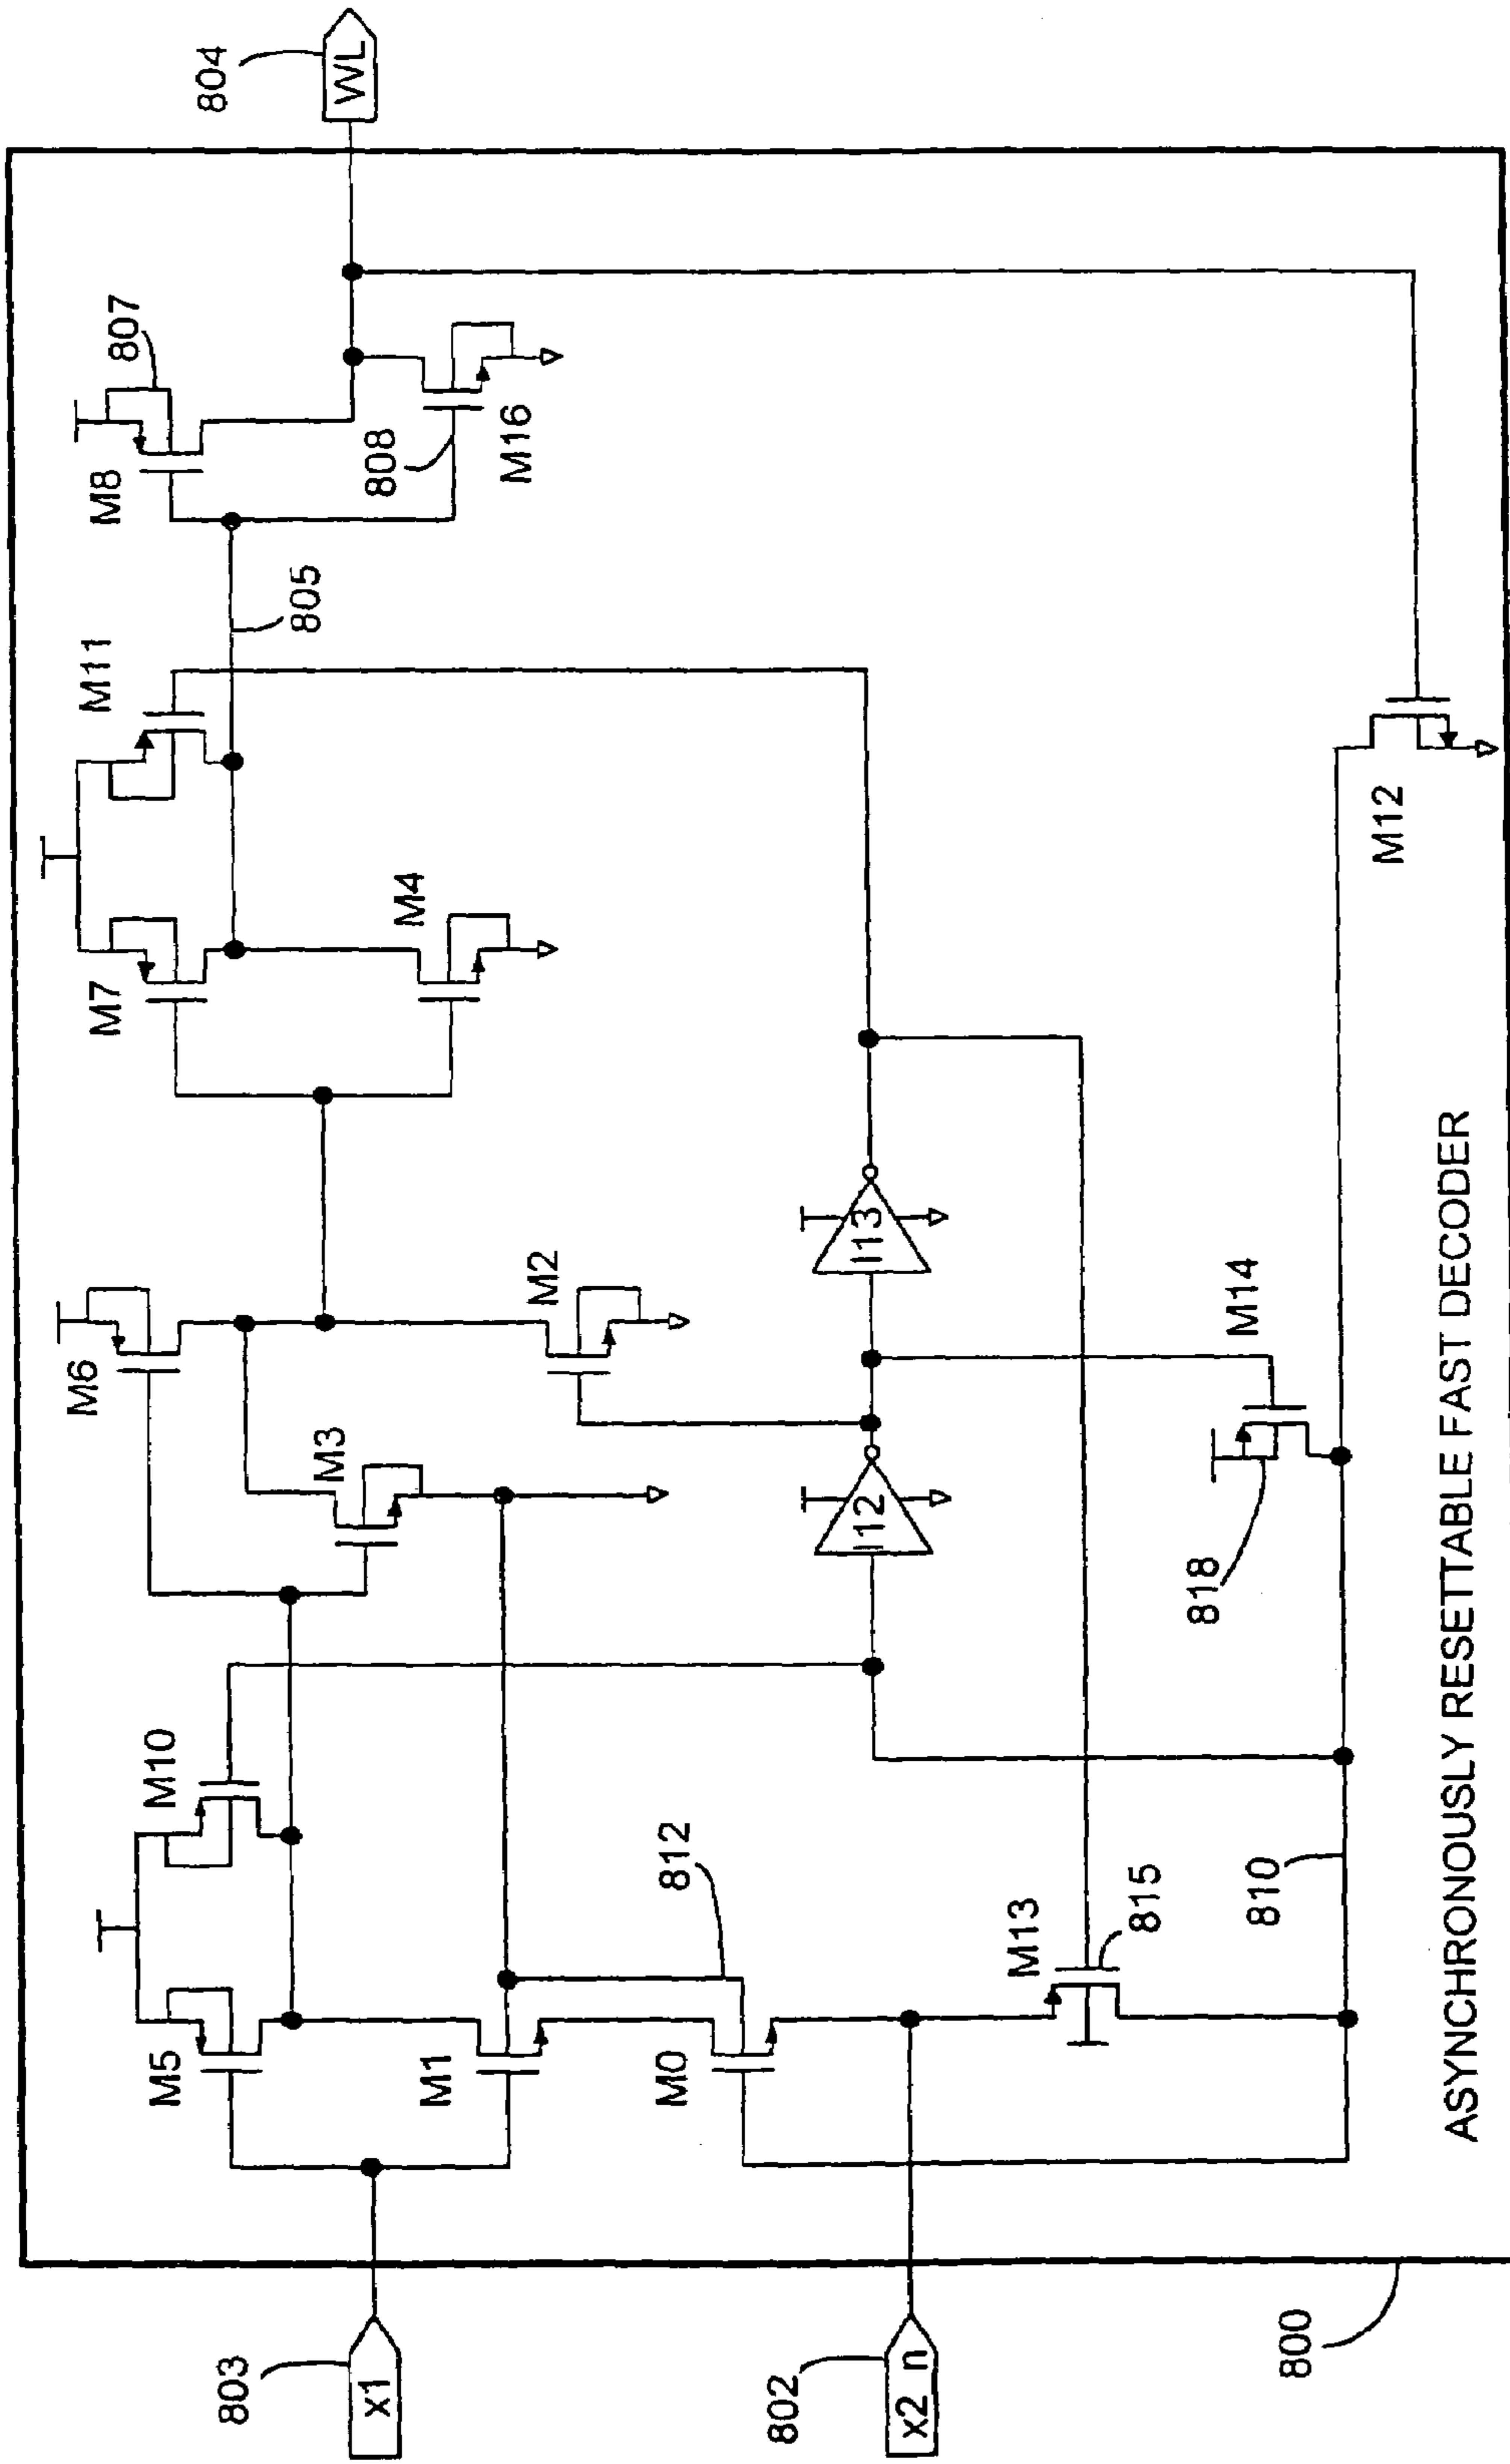 804
WL
807
M8
808
M16
805
M11
M7
M4
M6
M3
M2
M10
M5
M1
M0
812
I12
I13
M14
818
M12
M13
815
810
803
x1
802
x2 n
800
ASYNCHRONOUSLY RESETTABLE FAST DECODER